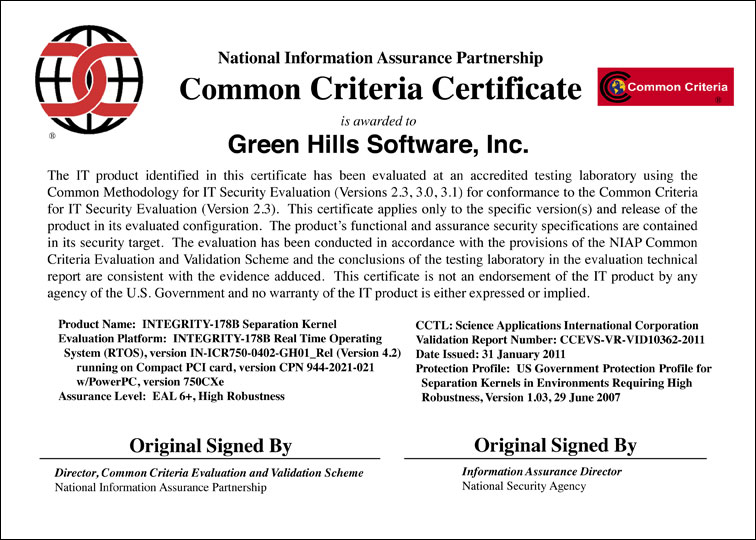 National Information Assurance Partnership
Common Criteria Certificate
Common Criteria
®
is awarded to
®
Green Hills Software, Inc.
The IT product identified in this certificate has been evaluated at an accredited testing laboratory using the
Common Methodology for IT Security Evaluation (Versions 2.3, 3.0, 3.1) for conformance to the Common Criteria
for IT Security Evaluation (Version 2.3). This certificate applies only to the specific version(s) and release of the
product in its evaluated configuration. The product's functional and assurance security specifications are contained
in its security target. The evaluation has been conducted in accordance with the provisions of the NIAP Common
Criteria Evaluation and Validation Scheme and the conclusions of the testing laboratory in the evaluation technical
report are consistent with the evidence adduced. This certificate is not an endorsement of the IT product by any
agency of the U.S. Government and no warranty of the IT product is either expressed or implied.
Product Name: INTEGRITY-178B Separation Kernel
Evaluation Platform: INTEGRITY-178B Real Time Operating
System (RTOS), version IN-ICR750-0402-GH01_Rel (Version 4.2)
running on Compact PCI card, version CPN 944-2021-021
w/PowerPC, version 750CXe
Assurance Level: EAL 6+, High Robustness
CCTL: Science Applications International Corporation
Validation Report Number: CCEVS-VR-VID10362-2011
Date Issued: 31 January 2011
Protection Profile: US Government Protection Profile for
Separation Kernels in Environments Requiring High
Robustness, Version 1.03, 29 June 2007
Original Signed By
Director, Common Criteria Evaluation and Validation Scheme
National Information Assurance Partnership
Original Signed By
Information Assurance Director
National Security Agency